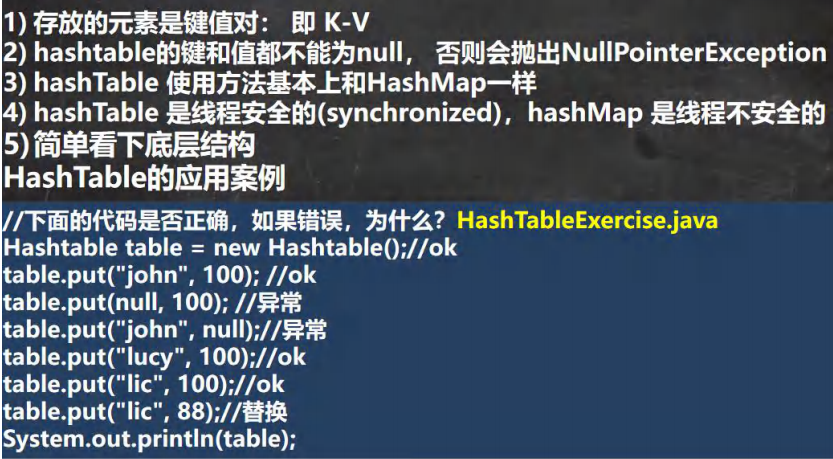 1) 存放的元素是键值对： 即 K-V
2) hashtable的键和值都不能为null， 否则会抛出NullPointerException
3) hashTable 使用方法基本上和HashMap一样
4) hashTable 是线程安全的(synchronized)，hashMap 是线程不安全的
5)简单看下底层结构
HashTable的应用案例
//下面的代码是否正确，如果错误，为什么？HashTableExercise.java
Hashtable table = new Hashtable();//ok
table.put("john", 100); //ok
table.put(null, 100); //异常
table.put("john", null);//异常
table.put("lucy", 100);//ok
table.put("lic", 100);//ok
table.put("lic", 88);//替换
System.out.println(table);